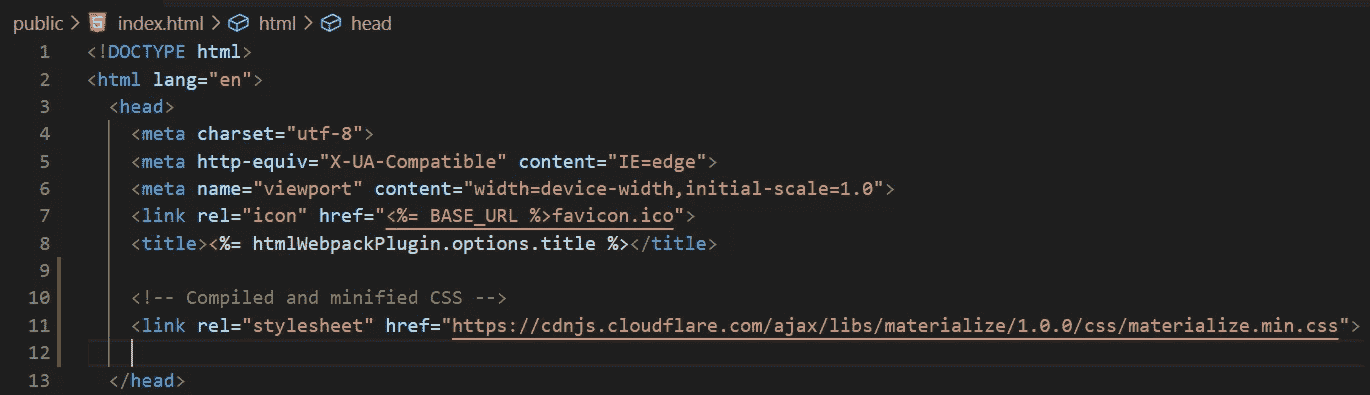 public > index.html > html > head
1 <!DOCTYPE html>
2 <html lang="en">
3 <head>
4 <meta charset="utf-8">
5 <meta http-equiv="X-UA-Compatible" content="IE=edge">
6 <meta name="viewport" content="width=device-width,initial-scale=1.0">
7 <link rel="icon" href="<%= BASE_URL %>favicon.ico">
8 <title><%= htmlWebpackPlugin.options.title %></title>
9
10 <!-- Compiled and minified CSS -->
11 <link rel="stylesheet" href="https://cdnjs.cloudflare.com/ajax/libs/materialize/1.0.0/css/materialize.min.css">
12
13 </head>